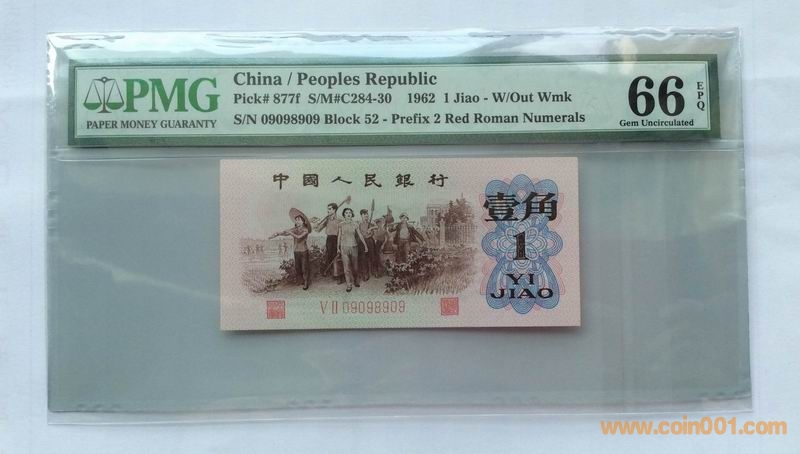 PMG
PAPER MONEY GUARANTY
China / Peoples Republic
Pick# 877f S/M#C284-30 1962 1 Jiao - W/Out Wmk
S/N 09098909 Block 52 - Prefix 2 Red Roman Numerals
66 EPQ
Gem Uncirculated
中國人民銀行
壹角
1
YI
JIAO
V II 09098909
www.coin001.com